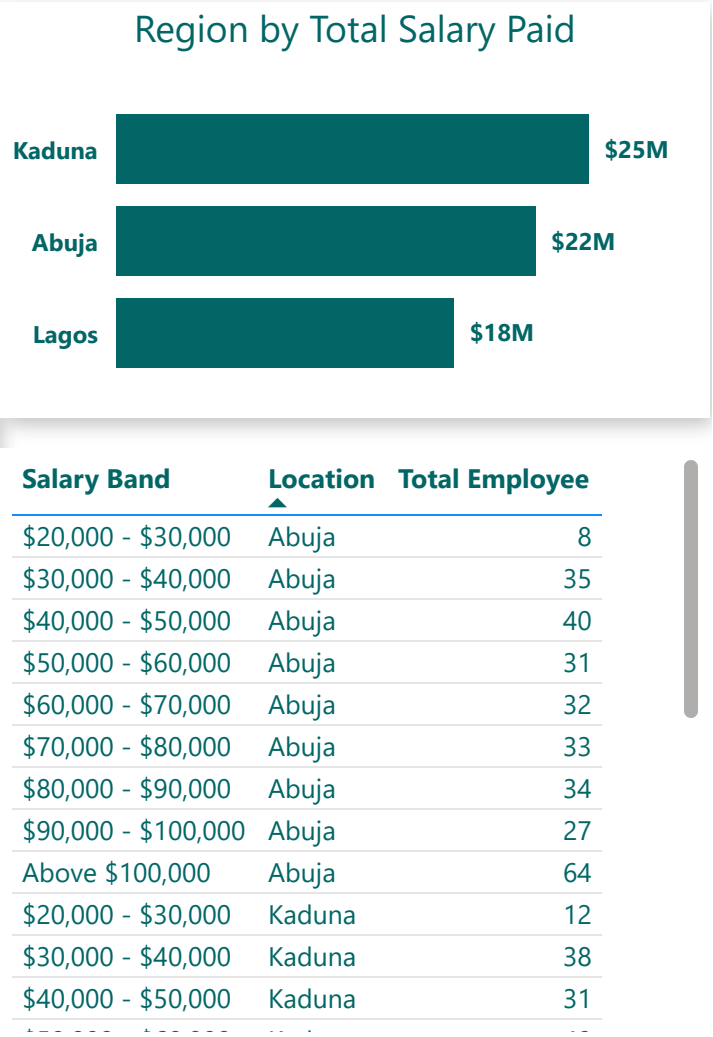 Region by Total Salary Paid
Kaduna $25M
Abuja $22M
Lagos $18M
Salary Band Location Total Employee
$20,000 - $30,000 Abuja 8
$30,000 - $40,000 Abuja 35
$40,000 - $50,000 Abuja 40
$50,000 - $60,000 Abuja 31
$60,000 - $70,000 Abuja 32
$70,000 - $80,000 Abuja 33
$80,000 - $90,000 Abuja 34
$90,000 - $100,000 Abuja 27
Above $100,000 Abuja 64
$20,000 - $30,000 Kaduna 12
$30,000 - $40,000 Kaduna 38
$40,000 - $50,000 Kaduna 31